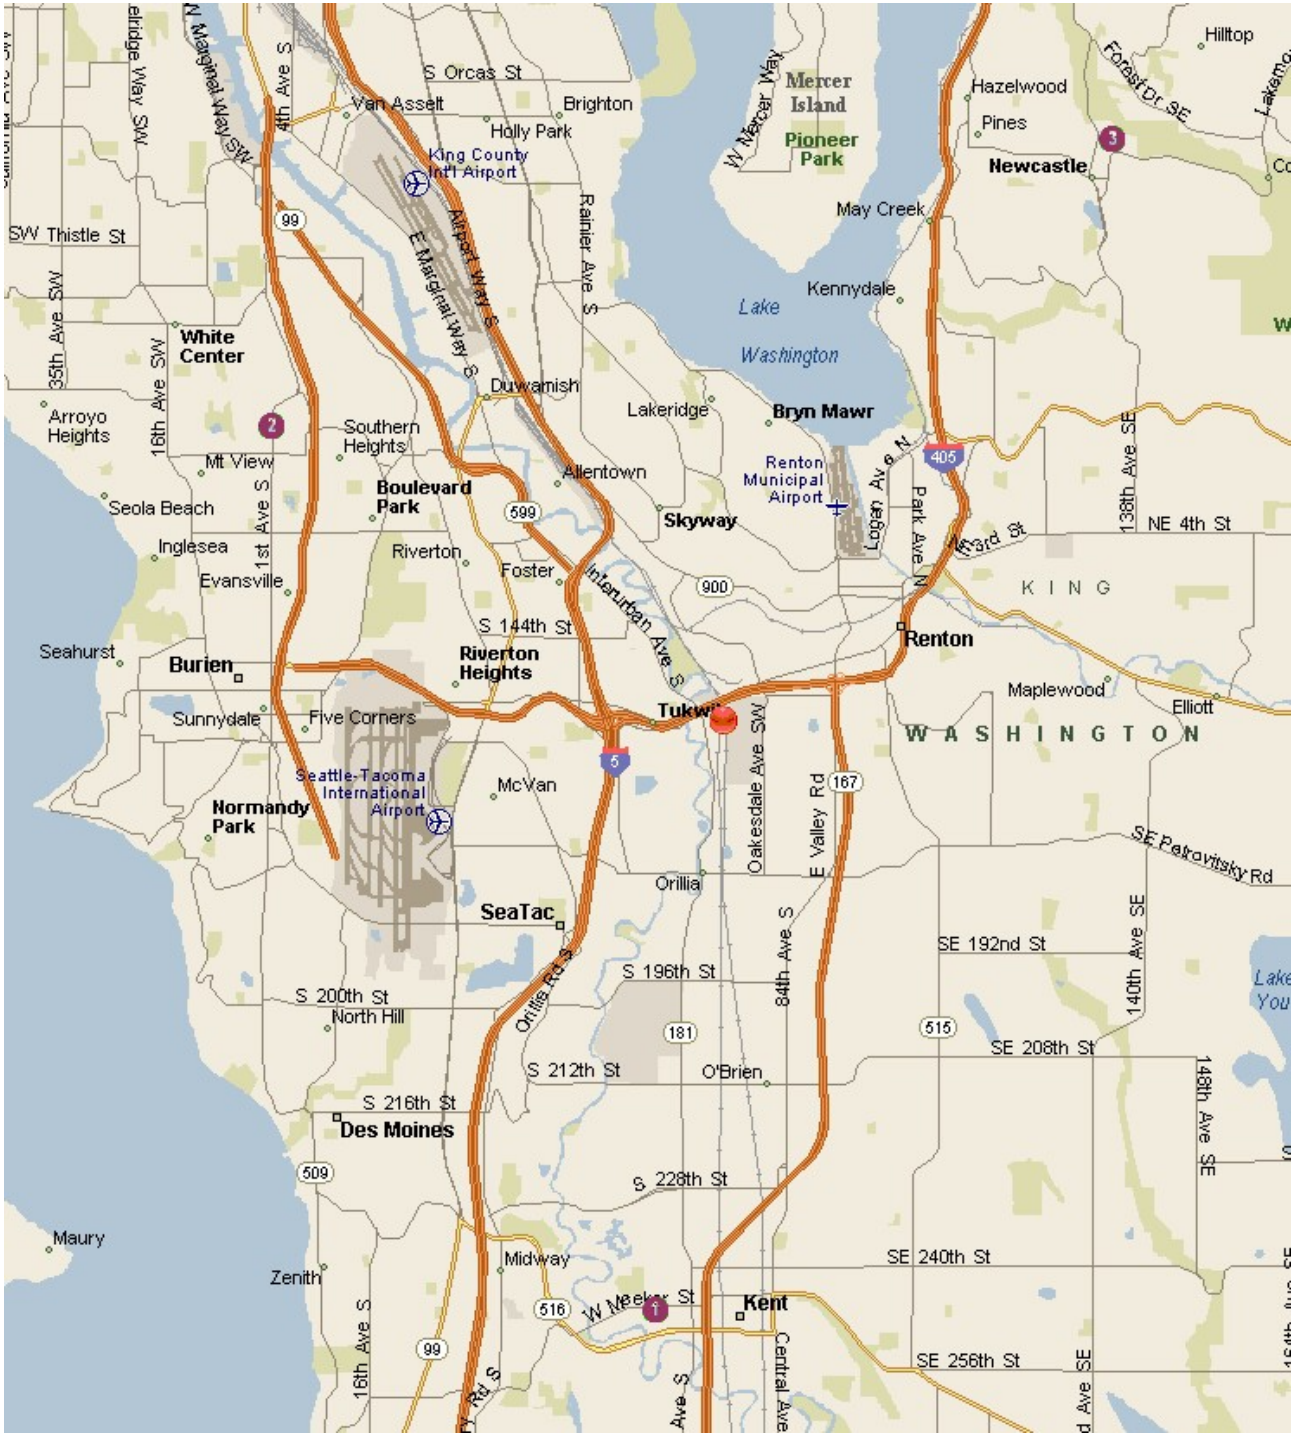 W Marginal Way SW
4th Ave S
S Orcas St
Van Asselt
Brighton
Holly Park
W Mercer Way
Mercer
Island
Pioneer
Park
Hilltop
Forest Dr SE
Hazelwood
Pines
3
Newcastle
King County
Int'l Airport
May Creek
99
SW Thistle St
Airport Way S
E Marginal Way S
Rainier Ave S
Kennydale
Lake
Washington
35th Ave SW
16th Ave SW
White
Center
Duwamish
Lakeridge
Bryn Mawr
Arroyo
Heights
2
Southern
Heights
138th Ave SE
Mt View
Allentown
Renton
Municipal
Airport
Logan Ave N
405
Park Ave N
Boulevard
Park
Seola Beach
1st Ave S
599
Skyway
NE 4th St
NE 3rd St
Inglesea
Riverton
Evansville
Foster
Interurban Ave S
900
KING
S 144th St
Renton
Seahurst
Burien
Riverton
Heights
Maplewood
Elliott
Sunnydale
Five Corners
WASHINGTON
5
Oakesdale Ave SW
Seattle-Tacoma
International
Airport
McVan
E Valley Rd
167
Normandy
Park
SE Petrovitsky Rd
Orillia
SeaTac
84th Ave S
140th Ave SE
SE 192nd St
S 196th St
Orillia Rd S
S 200th St
North Hill
181
515
S 212th St
O'Brien
SE 208th St
148th Ave SE
S 216th St
Des Moines
509
S 228th St
Maury
Zenith
Midway
SE 240th St
16th Ave S
516
W Meeker St
1
Kent
99
Central Ave
SE 256th St
Ave S